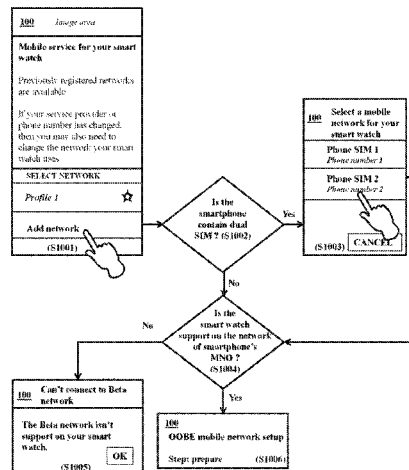 100 Image area
Mobile service for your smart
watch
Previously registered networks
are available
If your service provider or
phone number has changed,
then you may also need to
change the network your smart
watch uses
SELECT NETWORK
Profile 1
Add network
(S1001)
Is the
smartphone
contain dual
SIM ? (S1002)
Yes
No
100 Select a mobile
network for your
smart watch
Phone SIM 1
Phone number 1
Phone SIM 2
Phone number 2
(S1003) CANCEL
Is the
smart watch
support on the network
of smartphone's
MNO ?
(S1004)
No
Yes
100 Can't connect to Beta
network
The Beta network isn't
support on your smart
watch.
OK
(S1005)
100
OOBE mobile network setup
Step: prepare (S1006)